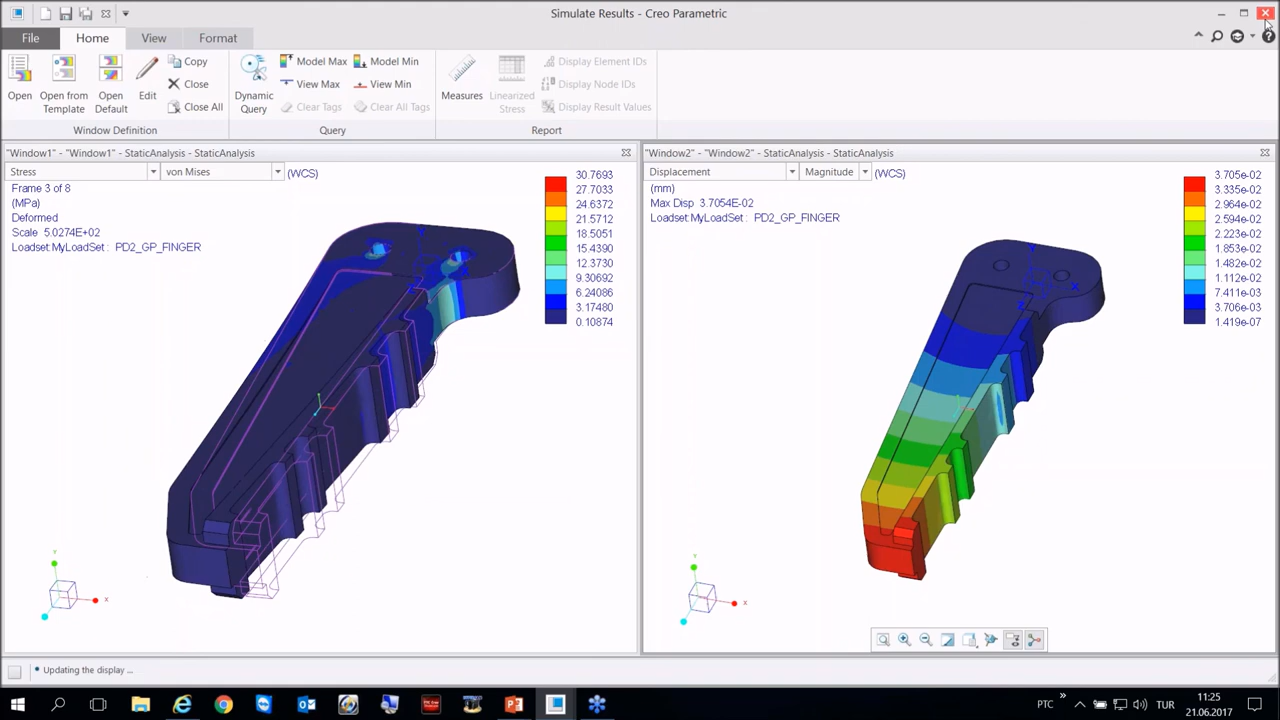 Simulate Results - Creo Parametric
File
Home
View
Format
Open
Open from
Template
Open
Default
Edit
Copy
Close
Close All
Window Definition
Dynamic
Query
Model Max
View Max
Clear Tags
Model Min
View Min
Clear All Tags
Query
Measures
Linearized
Stress
Display Element IDs
Display Node IDs
Display Result Values
Report
"Window1" - "Window1" - StaticAnalysis - StaticAnalysis
Stress
von Mises
(WCS)
Frame 3 of 8
(MPa)
Deformed
Scale 5.0274E+02
Loadset:MyLoadSet : PD2_GP_FINGER
30.7693
27.7033
24.6372
21.5712
18.5051
15.4390
12.3730
9.30692
6.24086
3.17480
0.10874
Y
Y
X
"Window2" - "Window2" - StaticAnalysis - StaticAnalysis
Displacement
Magnitude
(WCS)
(mm)
Max Disp 3.7054E-02
Loadset:MyLoadSet : PD2_GP_FINGER
3.705e-02
3.335e-02
2.964e-02
2.594e-02
2.223e-02
1.853e-02
1.482e-02
1.112e-02
7.411e-03
3.706e-03
1.419e-07
Y
X
Z
Y
X
Updating the display ...
PTC
TUR
11:25
21.06.2017